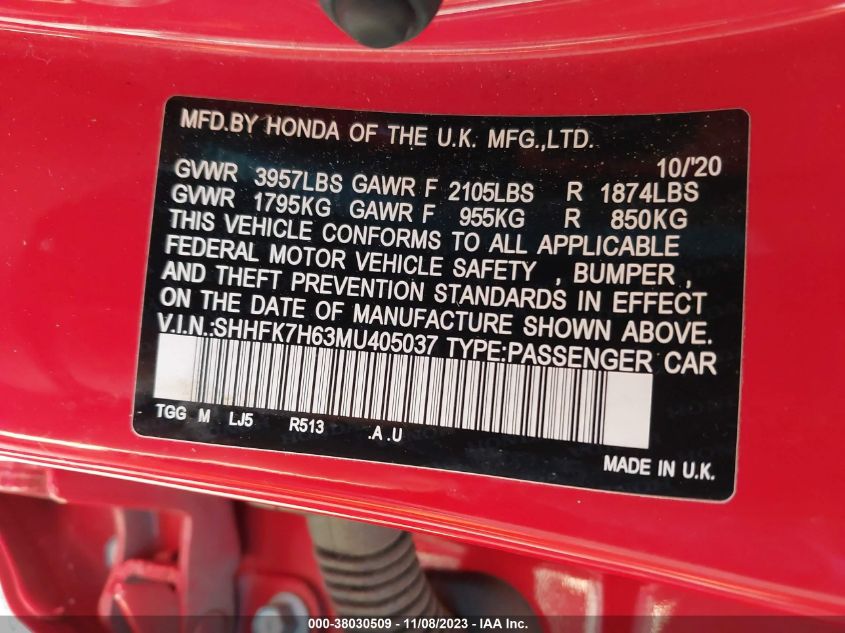 MFD.BY HONDA OF THE U.K. MFG.,LTD.
10/'20
GVWR 3957LBS GAWR F 2105LBS R 1874LBS
GVWR 1795KG GAWR F 955KG R 850KG
THIS VEHICLE CONFORMS TO ALL APPLICABLE
FEDERAL MOTOR VEHICLE SAFETY , BUMPER ,
AND THEFT PREVENTION STANDARDS IN EFFECT
ON THE DATE OF MANUFACTURE SHOWN ABOVE.
V.I.N.:SHHFK7H63MU405037 TYPE:PASSENGER CAR
TGG M LJ5 R513 .A .U
MADE IN U.K.
000-38030509 - 11/08/2023 - IAA Inc.